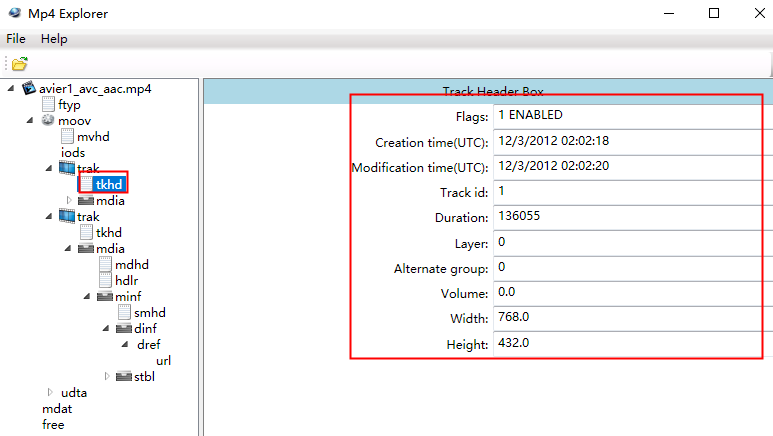 Mp4 Explorer
File Help
avier1_avc_aac.mp4
ftyp
moov
mvhd
iods
trak
tkhd
mdia
trak
tkhd
mdia
mdhd
hdlr
minf
smhd
dinf
dref
url
stbl
udta
mdat
free
Track Header Box
Flags: 1 ENABLED
Creation time(UTC): 12/3/2012 02:02:18
Modification time(UTC): 12/3/2012 02:02:20
Track id: 1
Duration: 136055
Layer: 0
Alternate group: 0
Volume: 0.0
Width: 768.0
Height: 432.0